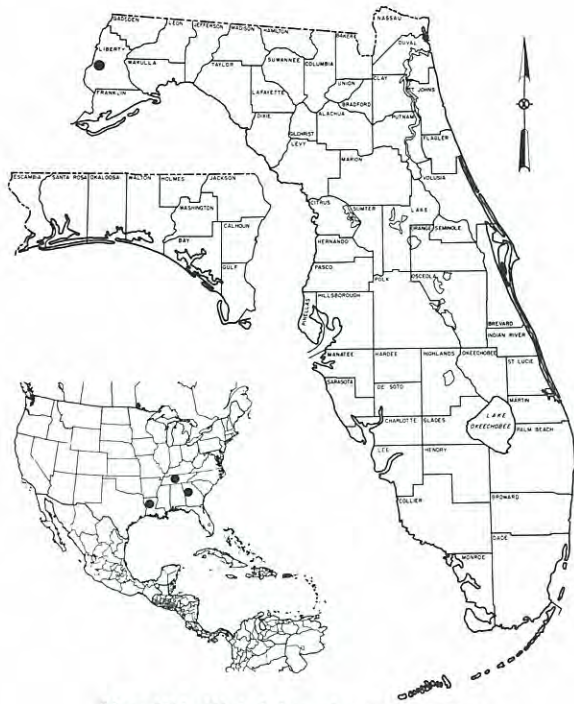 NASSAU
GADSDEN
LEON
JEFFERSON
MADISON
HAMILTON
BAKER
DUVAL
LIBERTY
WAKULLA
TAYLOR
SUWANNEE
COLUMBIA
CLAY
ST JOHNS
FRANKLIN
LAFAYETTE
UNION
BRADFORD
PUTNAM
DIXIE
GILCHRIST
ALACHUA
FLAGLER
LEVY
MARION
VOLUSIA
ESCAMBIA
SANTA ROSA
OKALOOSA
WALTON
HOLMES
JACKSON
WASHINGTON
BAY
CALHOUN
GULF
CITRUS
SUMTER
LAKE
HERNANDO
ORANGE
SEMINOLE
PASCO
POLK
OSCEOLA
HILLSBOROUGH
PINELLAS
BREVARD
INDIAN RIVER
MANATEE
HARDEE
HIGHLANDS
OKEECHOBEE
ST LUCIE
SARASOTA
DE SOTO
MARTIN
CHARLOTTE
GLADES
LAKE
OKEECHOBEE
PALM BEACH
LEE
HENDRY
COLLIER
BROWARD
DADE
MONROE